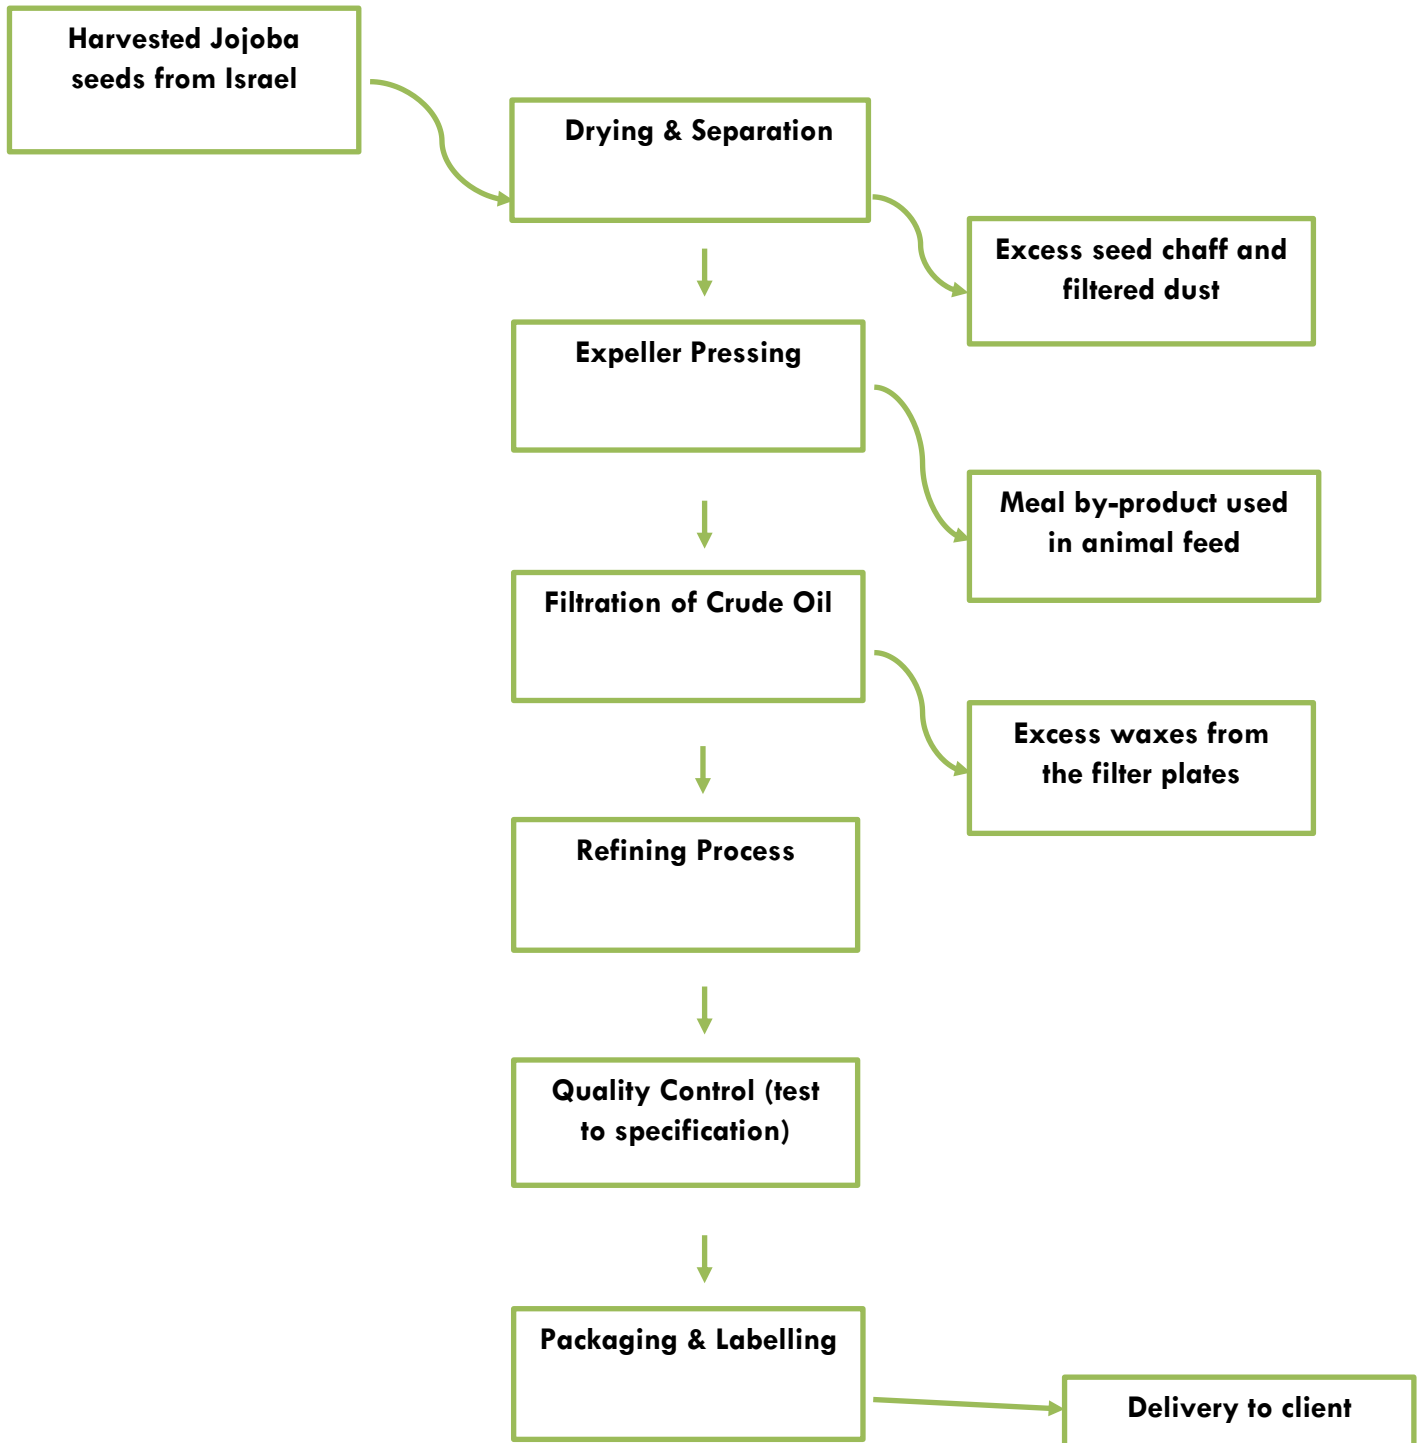 Harvested Jojoba
seeds from Israel
Drying & Separation
Excess seed chaff and
filtered dust
Expeller Pressing
Meal by-product used
in animal feed
Filtration of Crude Oil
Excess waxes from
the filter plates
Refining Process
Quality Control (test
to specification)
Packaging & Labelling
Delivery to client